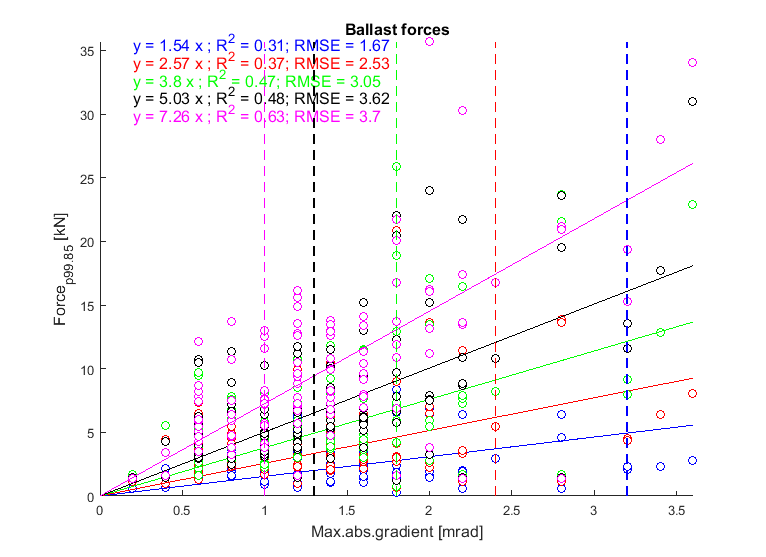 Ballast forces
y = 1.54 x ; R2 = 0.31; RMSE = 1.67
y = 2.57 x ; R2 = 0.37; RMSE = 2.53
y = 3.8 x ; R2 = 0.47; RMSE = 3.05
y = 5.03 x ; R2 = 0.48; RMSE = 3.62
y = 7.26 x ; R2 = 0.63; RMSE = 3.7
35
30
25
20
15
10
5
0
Force p99.85 [kN]
0 0.5 1 1.5 2 2.5 3 3.5
Max.abs.gradient [mrad]